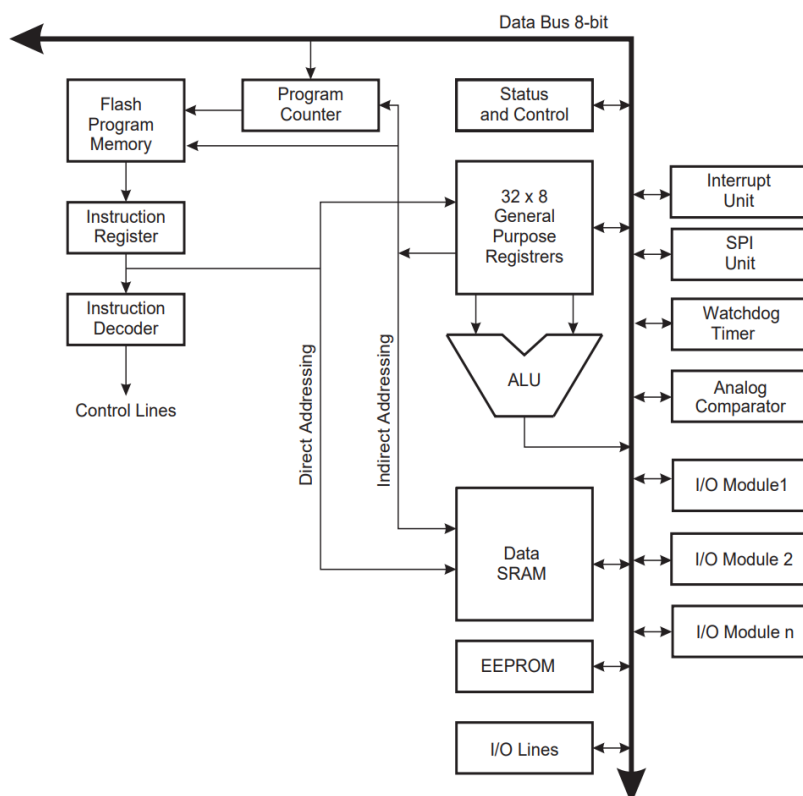 Data Bus 8-bit
Flash
Program
Memory
Program
Counter
Status
and Control
32 x 8
General
Purpose
Registrers
Interrupt
Unit
Instruction
Register
SPI
Unit
Instruction
Decoder
Watchdog
Timer
ALU
Analog
Comparator
Control Lines
Direct Addressing
Indirect Addressing
I/O Module1
Data
SRAM
I/O Module 2
I/O Module n
EEPROM
I/O Lines